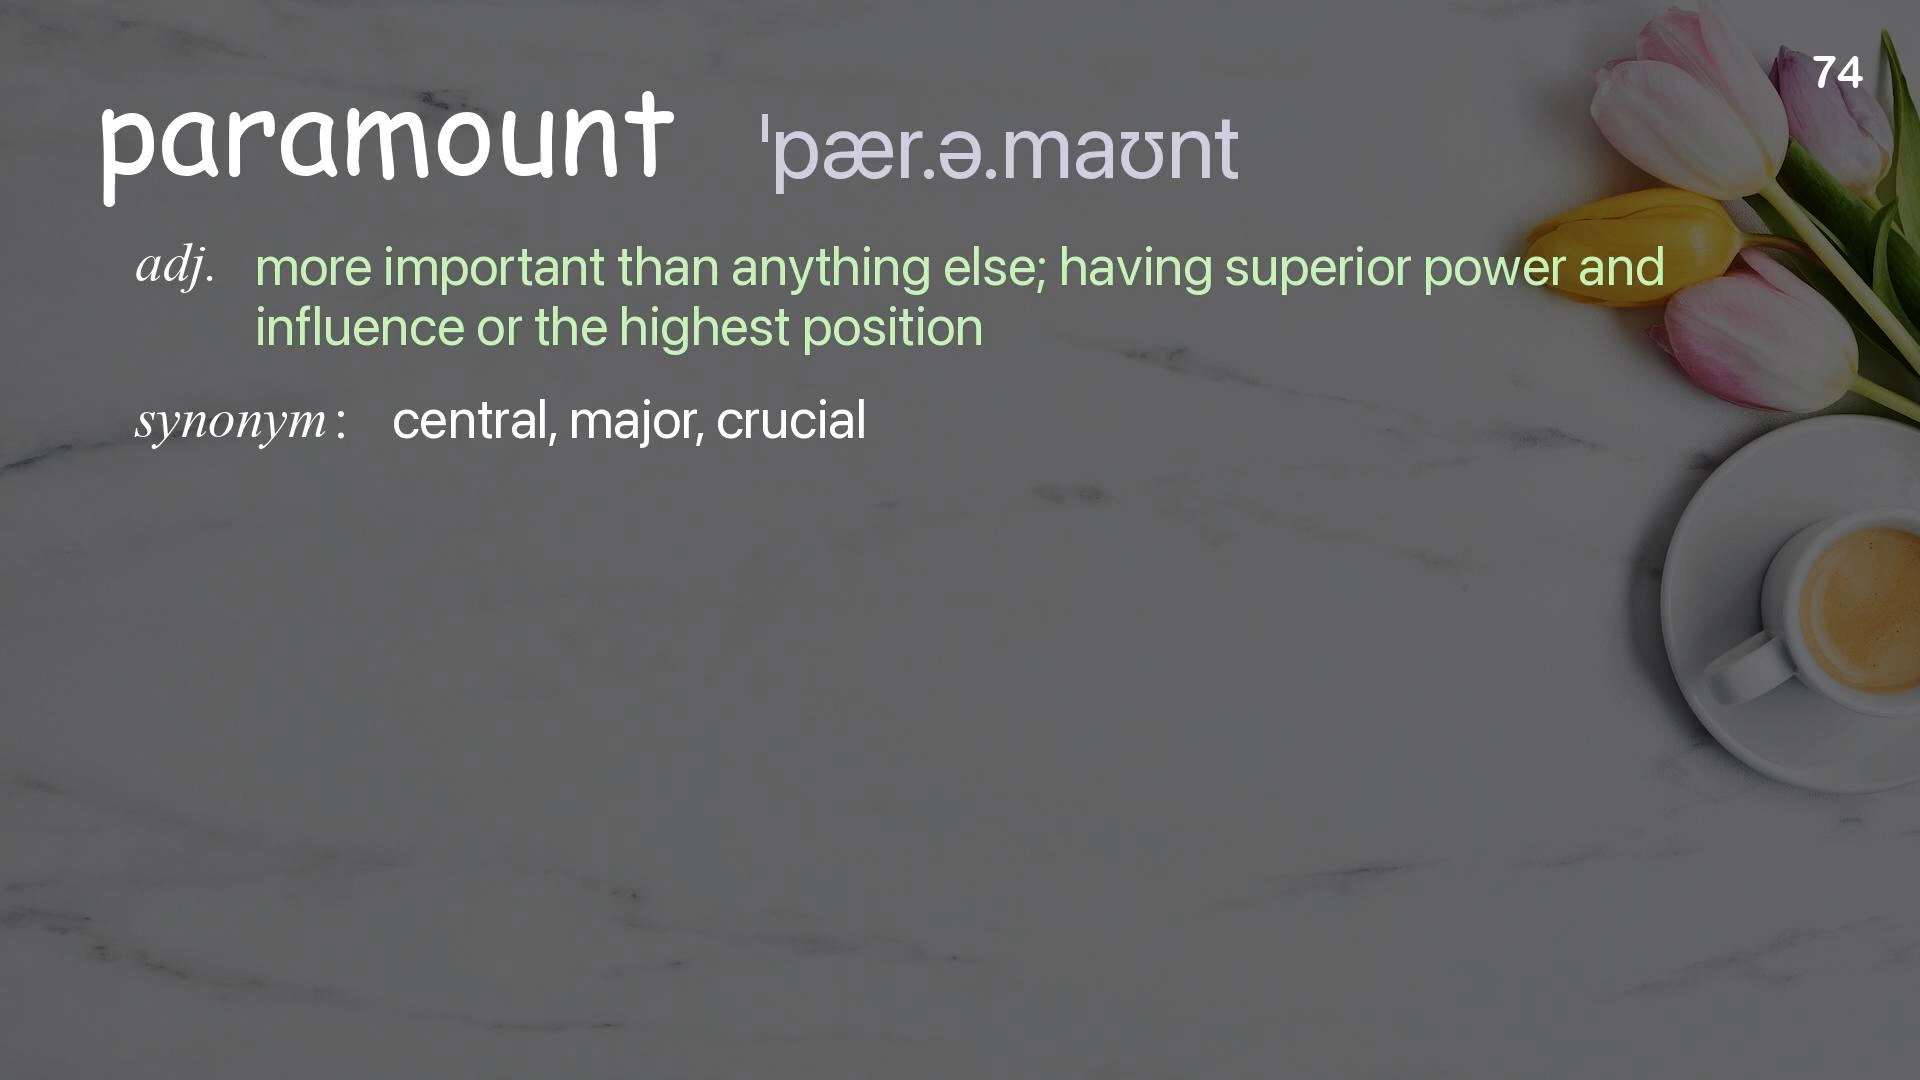 74
paramount ˈpær.ə.maʊnt
adj. more important than anything else; having superior power and
influence or the highest position
synonym: central, major, crucial